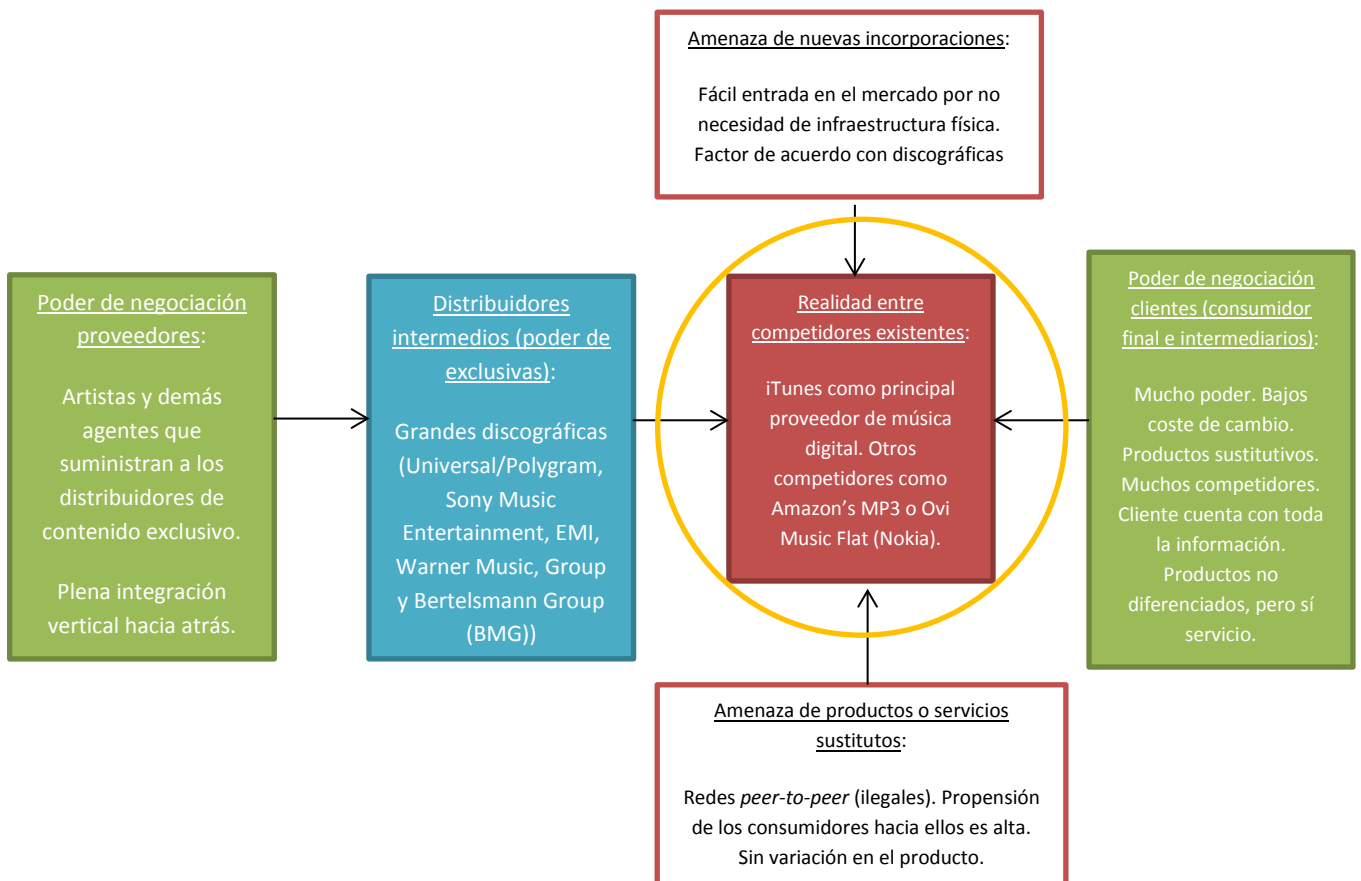 Amenaza de nuevas incorporaciones:
Fácil entrada en el mercado por no
necesidad de infraestructura física.
Factor de acuerdo con discográficas
Poder de negociación
proveedores:
Artistas y demás
agentes que
suministran a los
distribuidores de
contenido exclusivo.
Plena integración
vertical hacia atrás.
Distribuidores
intermedios (poder de
exclusivas):
Grandes discográficas
(Universal/Polygram,
Sony Music
Entertainment, EMI,
Warner Music, Group
y Bertelsmann Group
(BMG))
Realidad entre
competidores existentes:
iTunes como principal
proveedor de música
digital. Otros
competidores como
Amazon’s MP3 o Ovi
Music Flat (Nokia).
Poder de negociación
clientes (consumidor
final e intermediarios):
Mucho poder. Bajos
coste de cambio.
Productos sustitutivos.
Muchos competidores.
Cliente cuenta con toda
la información.
Productos no
diferenciados, pero sí
servicio.
Amenaza de productos o servicios
sustitutos:
Redes peer-to-peer (ilegales). Propensión
de los consumidores hacia ellos es alta.
Sin variación en el producto.